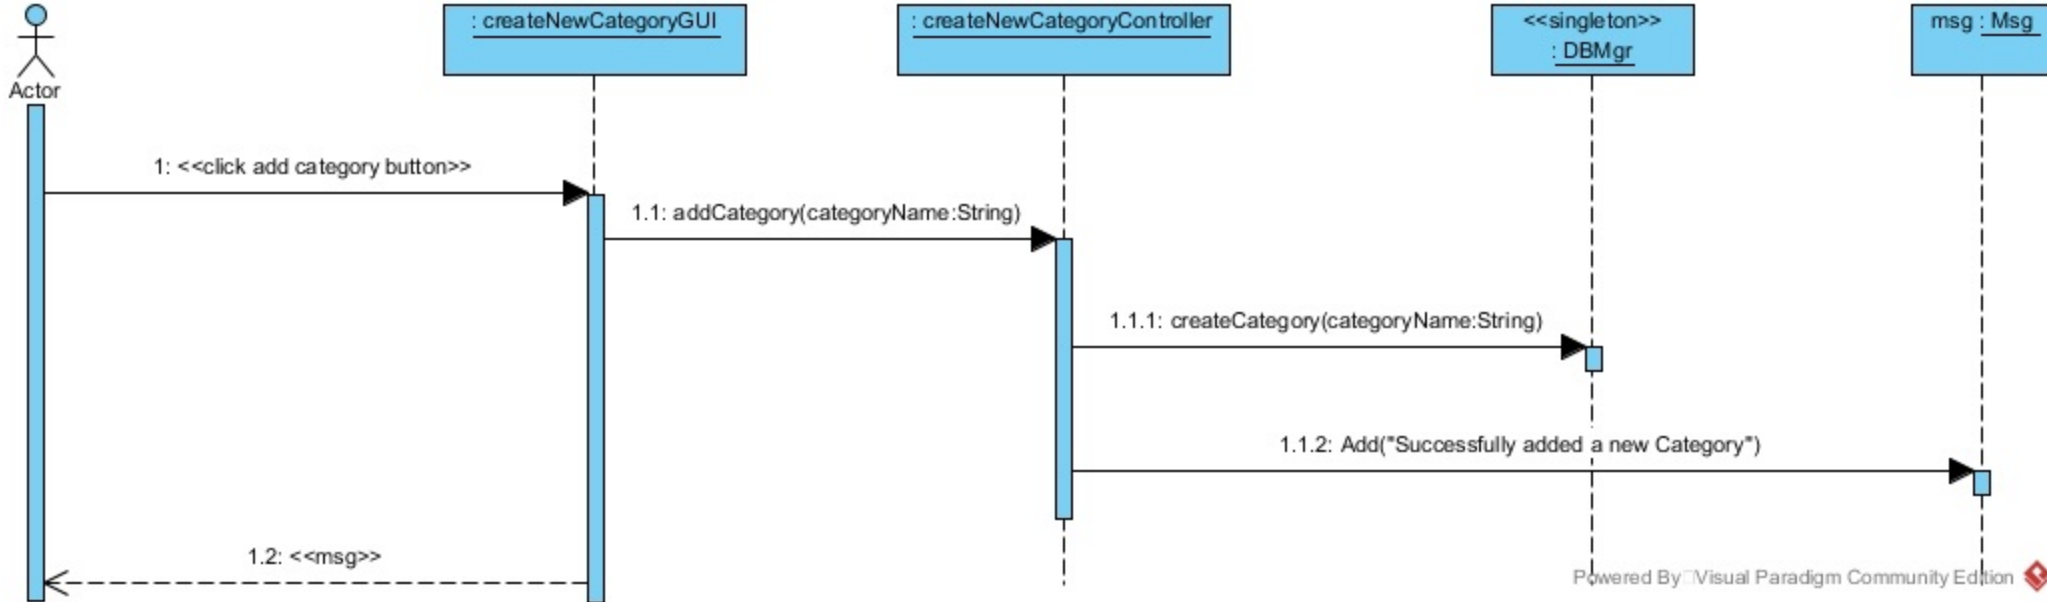 : createNewCategoryGUI
: createNewCategoryController
<<singleton>>
: DBMgr
msg : Msg
Actor
1: <<click add category button>>
1.1: addCategory(categoryName:String)
1.1.1: createCategory(categoryName:String)
1.1.2: Add("Successfully added a new Category")
1.2: <<msg>>
Powered By Visual Paradigm Community Edition